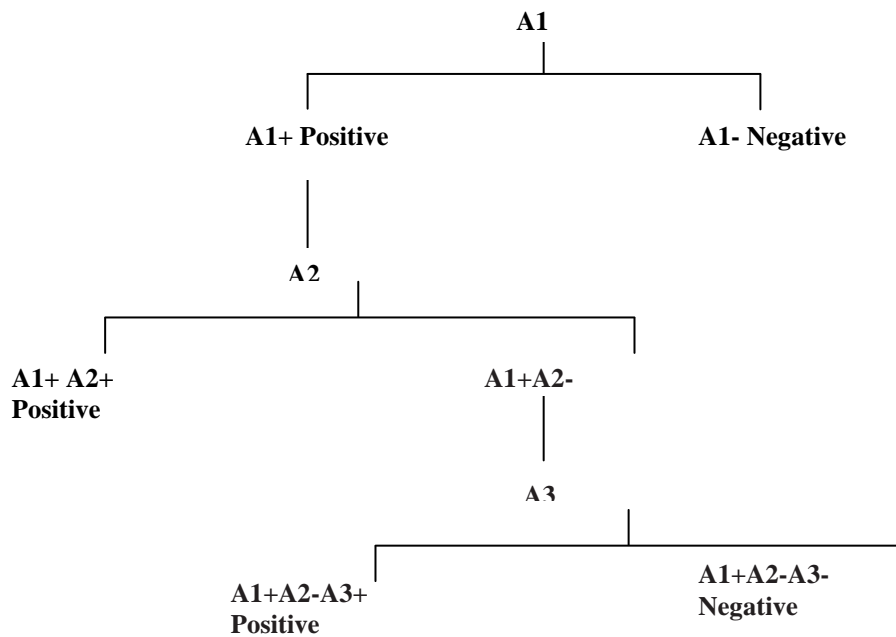 A1
A1+ Positive
A1- Negative
A2
A1+ A2+
Positive
A1+A2-
A3
A1+A2-A3+
Positive
A1+A2-A3-
Negative